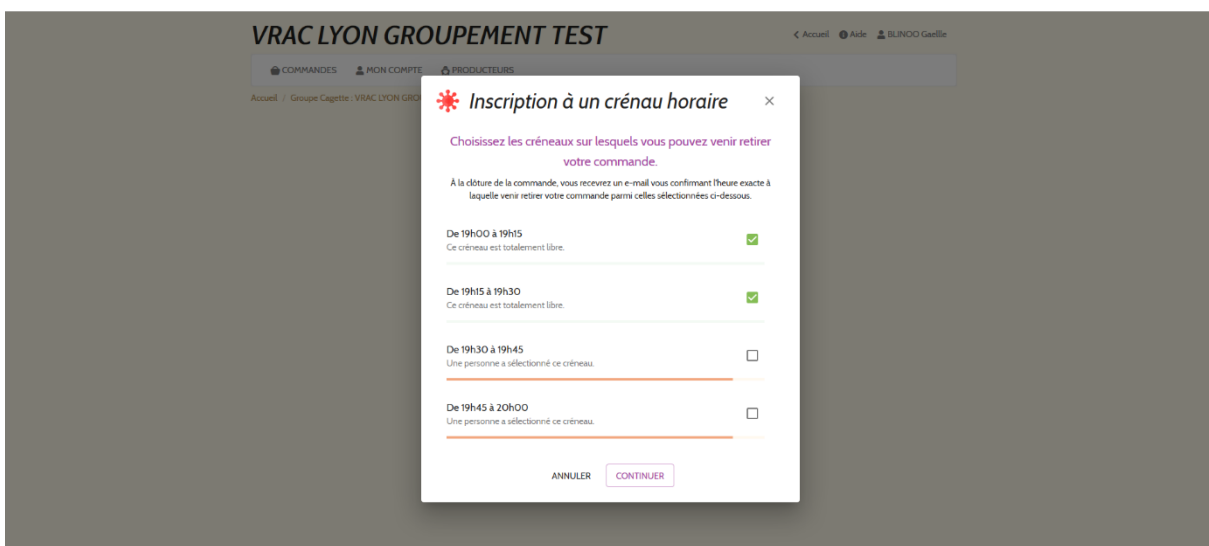 VRAC LYON GROUPEMENT TEST
Accueil Aide BLINOO Gaellie
COMMANDES MON COMPTE PRODUCTEURS
Accueil / Groupe Cagette : VRAC LYON GRO
Inscription à un crénau horaire ×
Choisissez les créneaux sur lesquels vous pouvez venir retirer
votre commande.
À la clôture de la commande, vous recevrez un e-mail vous confirmant l'heure exacte à
laquelle venir retirer votre commande parmi celles sélectionnées ci-dessous.
De 19h00 à 19h15
Ce créneau est totalement libre.
De 19h15 à 19h30
Ce créneau est totalement libre.
De 19h30 à 19h45
Une personne a sélectionné ce créneau.
De 19h45 à 20h00
Une personne a sélectionné ce créneau.
ANNULER CONTINUER